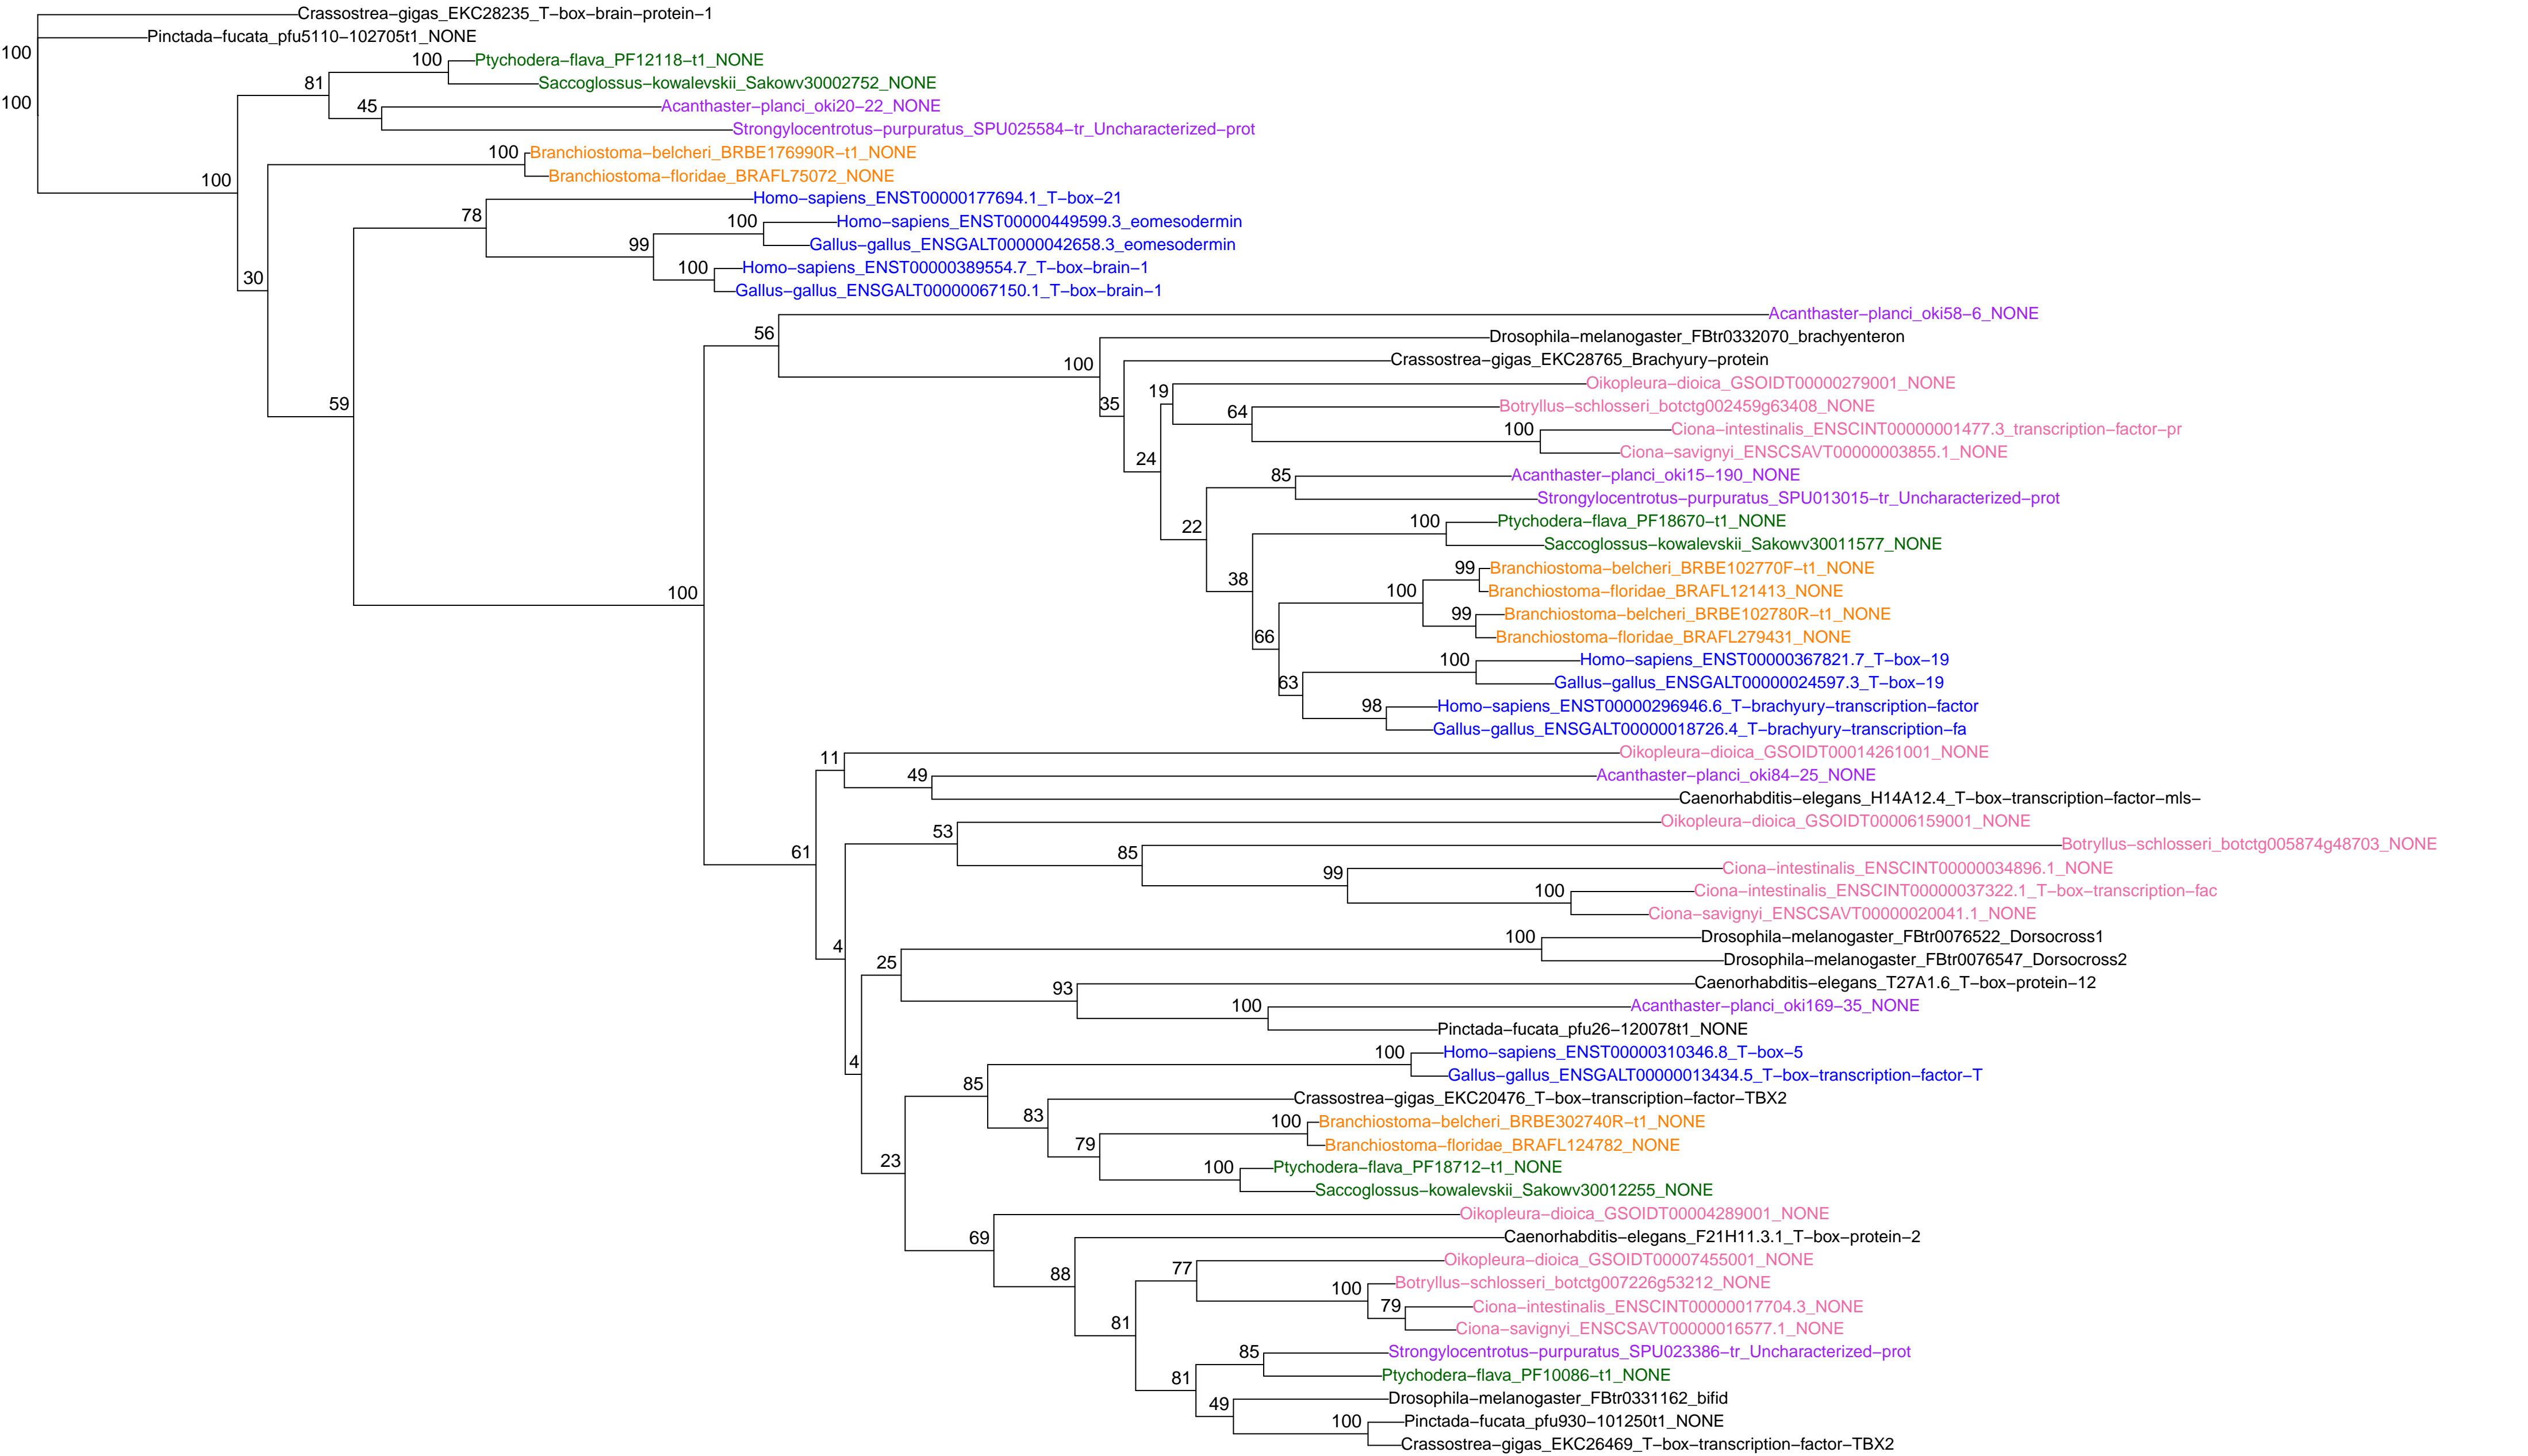 Crassostrea−gigas_EKC28235_T−box−brain−protein−1
Pinctada−fucata_pfu5110−102705t1_NONE
100
100 Ptychodera−flava_PF12118−t1_NONE
81 Saccoglossus−kowalevskii_Sakowv30002752_NONE
100 45 Acanthaster−planci_oki20−22_NONE
Strongylocentrotus−purpuratus_SPU025584−tr_Uncharacterized−prot
100 Branchiostoma−belcheri_BRBE176990R−t1_NONE
100 Branchiostoma−floridae_BRAFL75072_NONE
Homo−sapiens_ENST00000177694.1_T−box−21
78 100 Homo−sapiens_ENST00000449599.3_eomesodermin
99 Gallus−gallus_ENSGALT00000042658.3_eomesodermin
30 100 Homo−sapiens_ENST00000389554.7_T−box−brain−1
Gallus−gallus_ENSGALT00000067150.1_T−box−brain−1
Acanthaster−planci_oki58−6_NONE
56 Drosophila−melanogaster_FBtr0332070_brachyenteron
100 Crassostrea−gigas_EKC28765_Brachyury−protein
19 Oikopleura−dioica_GSOIDT00000279001_NONE
59 35 64 Botryllus−schlosseri_botctg002459g63408_NONE
100 Ciona−intestinalis_ENSCINT00000001477.3_transcription−factor−pr
24 Ciona−savignyi_ENSCSAVT00000003855.1_NONE
85 Acanthaster−planci_oki15−190_NONE
Strongylocentrotus−purpuratus_SPU013015−tr_Uncharacterized−prot
22 100 Ptychodera−flava_PF18670−t1_NONE
Saccoglossus−kowalevskii_Sakowv30011577_NONE
38 99 Branchiostoma−belcheri_BRBE102770F−t1_NONE
100 100 Branchiostoma−floridae_BRAFL121413_NONE
99 Branchiostoma−belcheri_BRBE102780R−t1_NONE
66 Branchiostoma−floridae_BRAFL279431_NONE
100 Homo−sapiens_ENST00000367821.7_T−box−19
63 Gallus−gallus_ENSGALT00000024597.3_T−box−19
98 Homo−sapiens_ENST00000296946.6_T−brachyury−transcription−factor
Gallus−gallus_ENSGALT00000018726.4_T−brachyury−transcription−fa
11 Oikopleura−dioica_GSOIDT00014261001_NONE
49 Acanthaster−planci_oki84−25_NONE
Caenorhabditis−elegans_H14A12.4_T−box−transcription−factor−mls−
53 Oikopleura−dioica_GSOIDT00006159001_NONE
61 85 Botryllus−schlosseri_botctg005874g48703_NONE
99 Ciona−intestinalis_ENSCINT00000034896.1_NONE
100 Ciona−intestinalis_ENSCINT00000037322.1_T−box−transcription−fac
Ciona−savignyi_ENSCSAVT00000020041.1_NONE
4 100 Drosophila−melanogaster_FBtr0076522_Dorsocross1
25 Drosophila−melanogaster_FBtr0076547_Dorsocross2
93 Caenorhabditis−elegans_T27A1.6_T−box−protein−12
100 Acanthaster−planci_oki169−35_NONE
Pinctada−fucata_pfu26−120078t1_NONE
4 100 Homo−sapiens_ENST00000310346.8_T−box−5
85 Gallus−gallus_ENSGALT00000013434.5_T−box−transcription−factor−T
Crassostrea−gigas_EKC20476_T−box−transcription−factor−TBX2
83 100 Branchiostoma−belcheri_BRBE302740R−t1_NONE
79 Branchiostoma−floridae_BRAFL124782_NONE
23 100 Ptychodera−flava_PF18712−t1_NONE
Saccoglossus−kowalevskii_Sakowv30012255_NONE
Oikopleura−dioica_GSOIDT00004289001_NONE
69 Caenorhabditis−elegans_F21H11.3.1_T−box−protein−2
88 77 Oikopleura−dioica_GSOIDT00007455001_NONE
100 Botryllus−schlosseri_botctg007226g53212_NONE
79 Ciona−intestinalis_ENSCINT00000017704.3_NONE
81 Ciona−savignyi_ENSCSAVT00000016577.1_NONE
85 Strongylocentrotus−purpuratus_SPU023386−tr_Uncharacterized−prot
81 Ptychodera−flava_PF10086−t1_NONE
49 Drosophila−melanogaster_FBtr0331162_bifid
100 Pinctada−fucata_pfu930−101250t1_NONE
Crassostrea−gigas_EKC26469_T−box−transcription−factor−TBX2